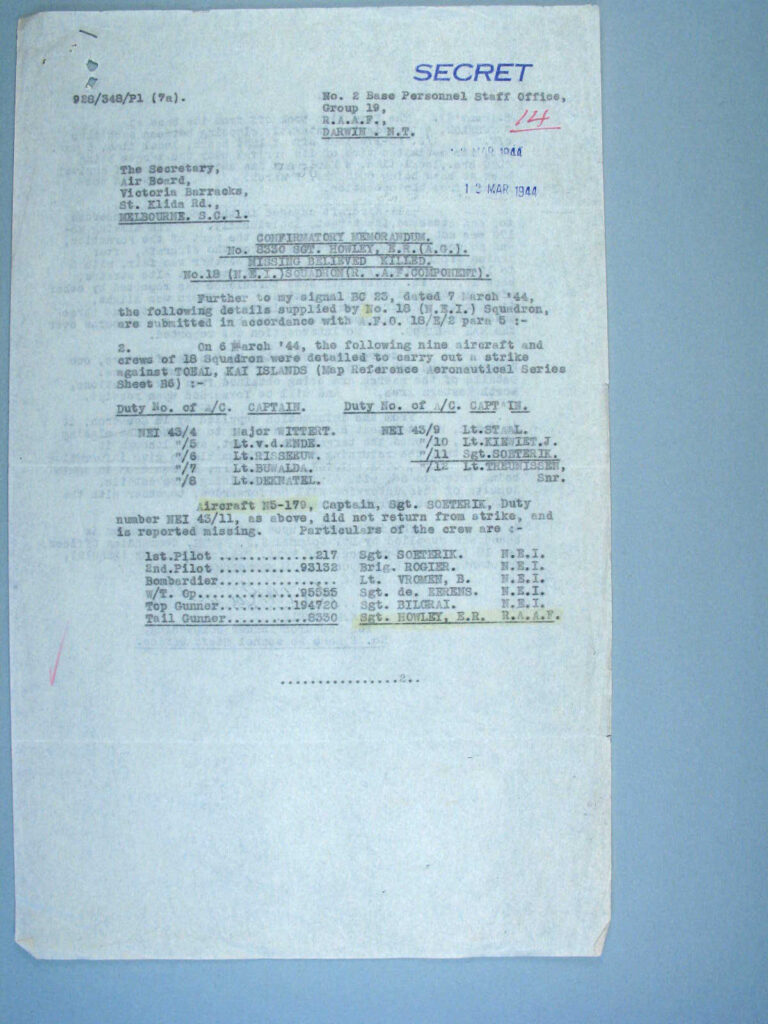 SECRET
928/348/P1 (7a).
No. 2 Base Personnel Staff Office,
Group 19,
R.A.A.F.,
DARWIN . N.T.
14
MAR 1944
1 2 MAR 1944
The Secretary,
Air Board,
Victoria Barracks,
St. Kilda Rd.,
MELBOURNE. S.C. 1.
CONFIRMATORY MEMORANDUM.
No. 8330 SGT. HOWLEY, E.R.(A.G.).
MISSING BELIEVED KILLED.
No.18 (N.E.I.)SQUADRON(R. .A.F.COMPONENT).
Further to my signal BC 23, dated 7 March '44,
the following details supplied by No. 18 (N.E.I.) Squadron,
are submitted in accordance with A.F.O. 18/E/2 para 5 :-
2. On 6 March '44, the following nine aircraft and
crews of 18 Squadron were detailed to carry out a strike
against TOEAL, KAI ISLANDS (Map Reference Aeronautical Series
Sheet B6) :-
Duty No. of A/C. CAPTAIN. Duty No. of A/C. CAPTAIN.
NEI 43/4 Major WITTERT. NEI 43/9 Lt.STAAL.
"/5 Lt.v.d.ENDE. "/10 Lt.KIEWIET.J.
"/6 Lt.RISSEEUW. "/11 Sgt.SOETERIK.
"/7 Lt.BUWALDA. "/12 Lt.THEUNISSEN,
"/8 Lt.DEKNATEL. Snr.
Aircraft N5-179, Captain, Sgt. SOETERIK, Duty
number NEI 43/11, as above, did not return from strike, and
is reported missing. Particulars of the crew are :-
1st.Pilot .............217 Sgt. SOETERIK. N.E.I.
2nd.Pilot ...........93132 Brig. ROGIER. N.E.I.
Bombardier................ Lt. VROMEN, B. N.E.I.
W/T. Op..............95555 Sgt. de. EERENS. N.E.I.
Top Gunner..........194720 Sgt. BILGRAI. N.E.I.
Tail Gunner...........8330 Sgt. HOWLEY, E.R. R.A.A.F.
................2..